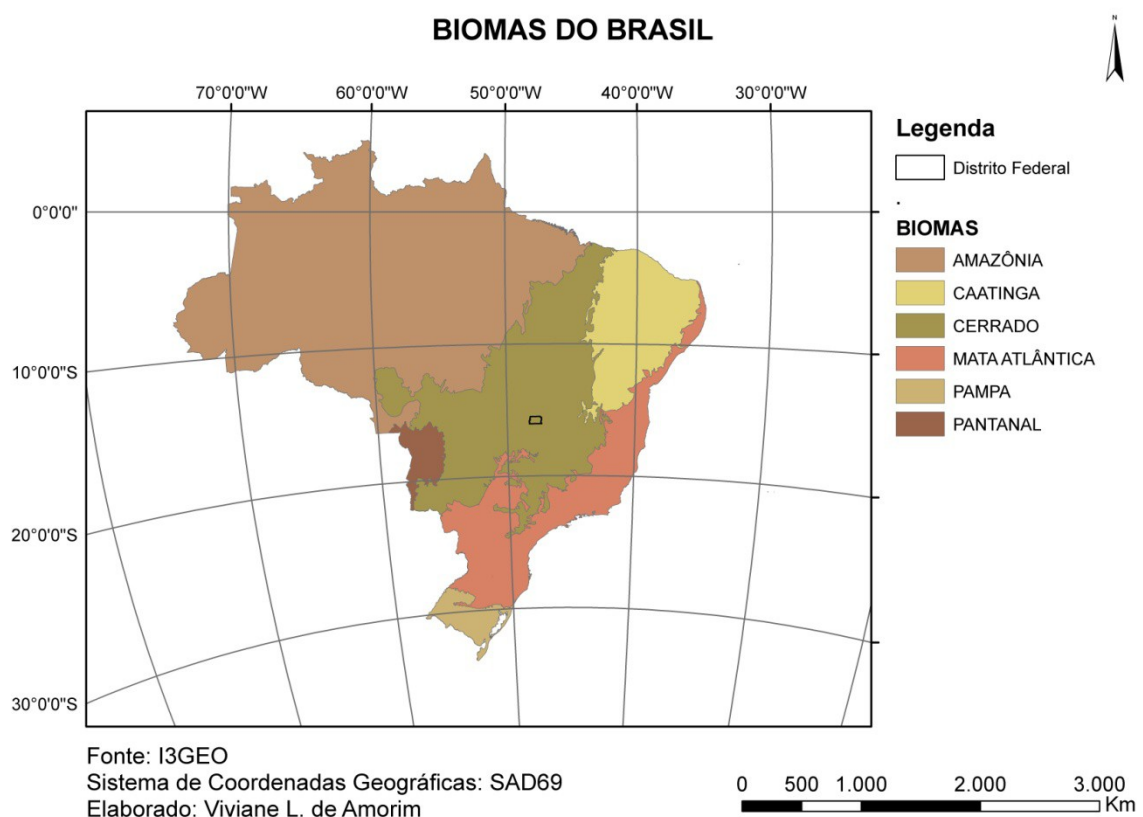 BIOMAS DO BRASIL
N
70°0'0"W 60°0'0"W 50°0'0"W 40°0'0"W 30°0'0"W
0°0'0"
10°0'0"S
20°0'0"S
30°0'0"S
Legenda
Distrito Federal
BIOMAS
AMAZÔNIA
CAATINGA
CERRADO
MATA ATLÂNTICA
PAMPA
PANTANAL
Fonte: I3GEO
Sistema de Coordenadas Geográficas: SAD69
Elaborado: Viviane L. de Amorim
0 500 1.000 2.000 3.000
Km